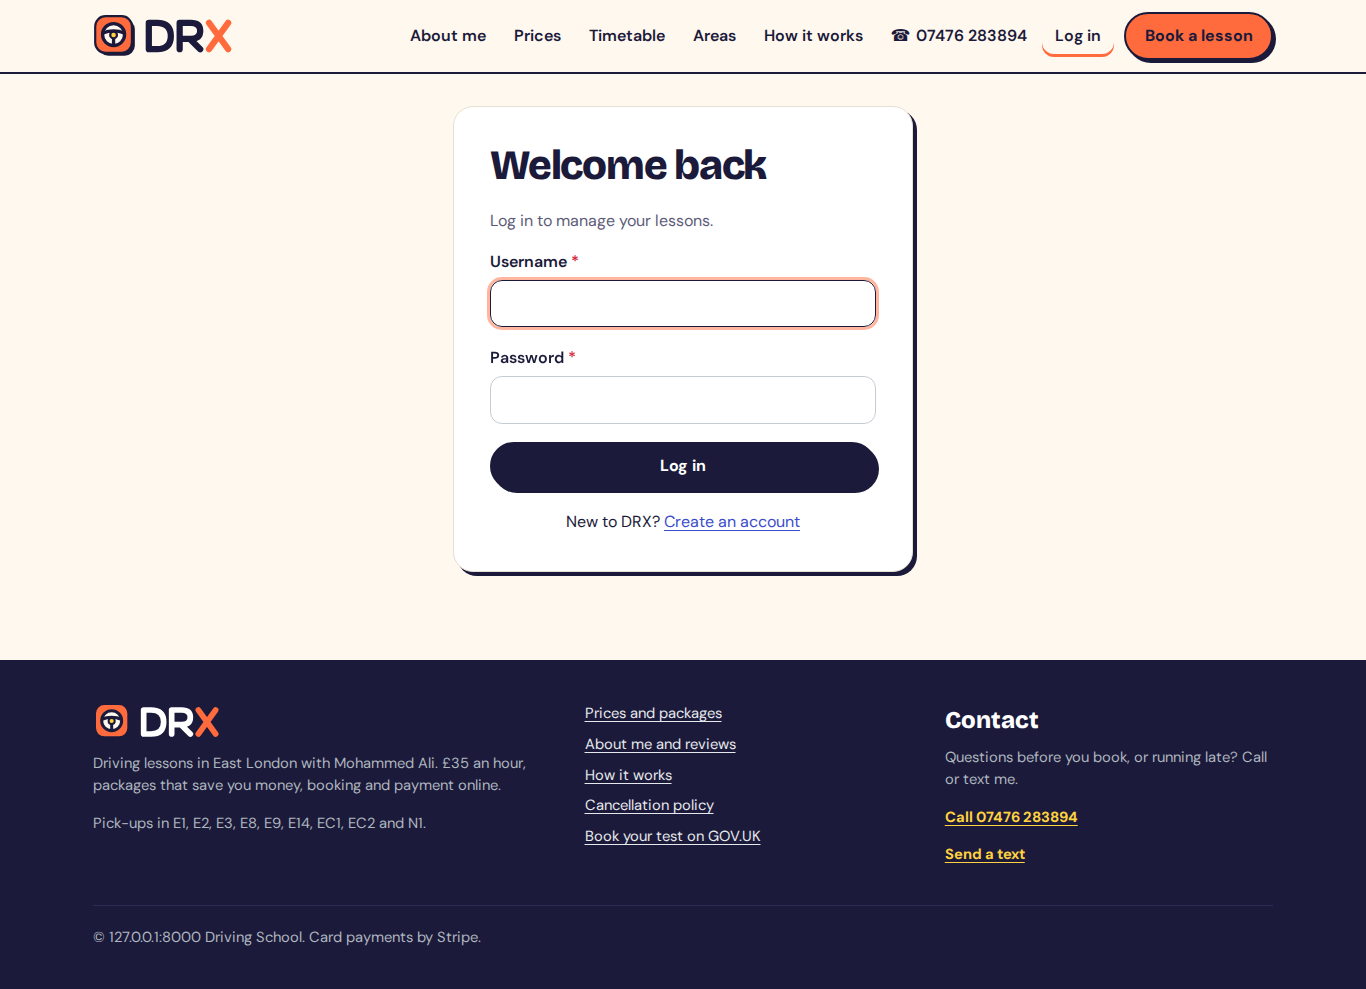 DRX
About me
Prices
Timetable
Areas
How it works
☎ 07476 283894
Log in
Book a lesson
Welcome back
Log in to manage your lessons.
Username *
Password *
Log in
New to DRX? Create an account
DRX
Driving lessons in East London with Mohammed Ali. £35 an hour,
packages that save you money, booking and payment online.
Pick-ups in E1, E2, E3, E8, E9, E14, EC1, EC2 and N1.
Prices and packages
About me and reviews
How it works
Cancellation policy
Book your test on GOV.UK
Contact
Questions before you book, or running late? Call
or text me.
Call 07476 283894
Send a text
© 127.0.0.1:8000 Driving School. Card payments by Stripe.